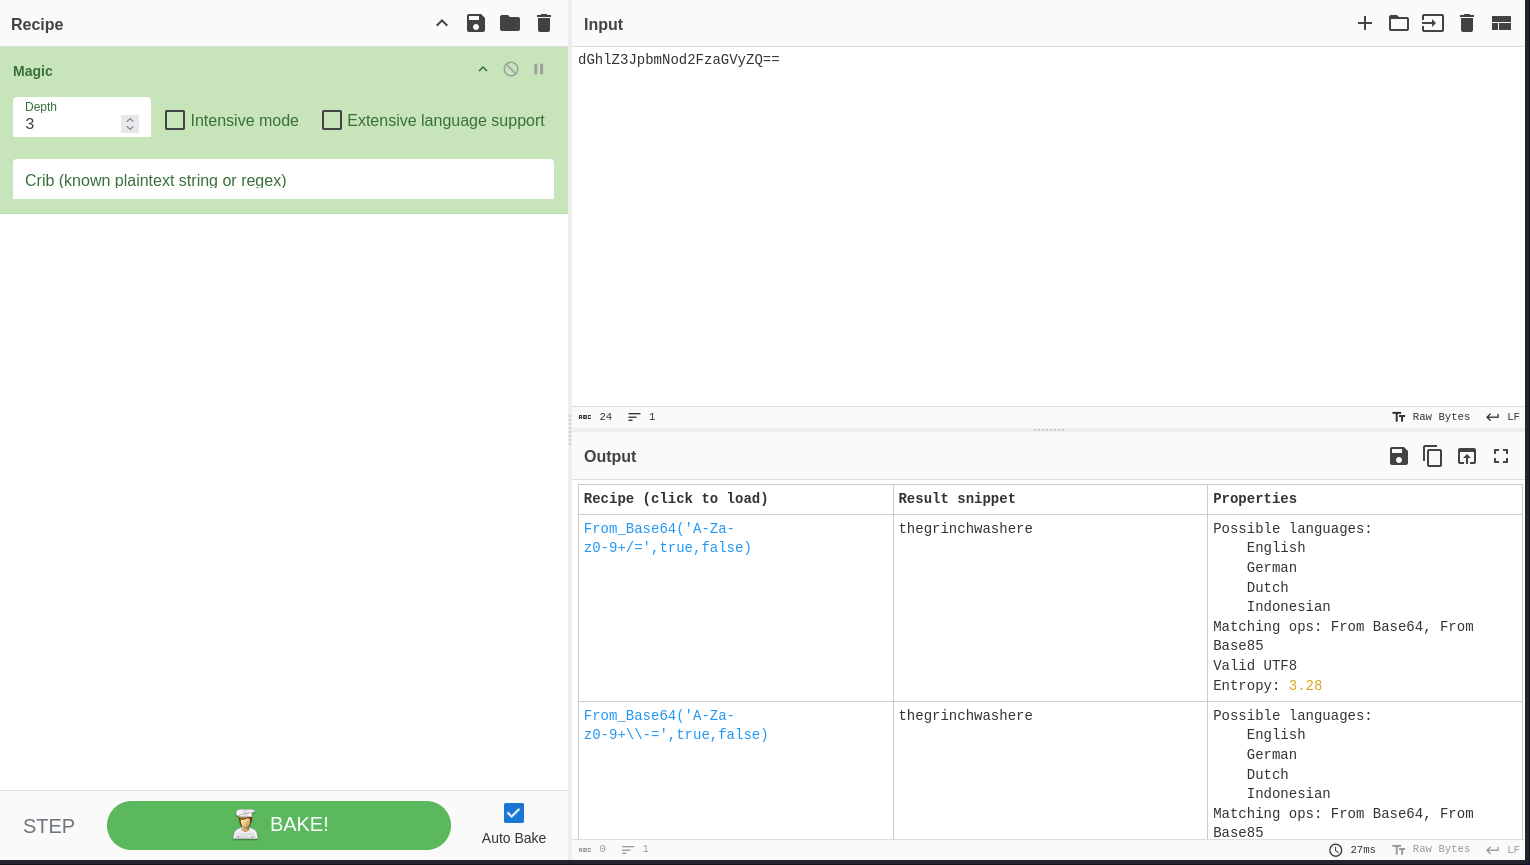 Recipe
Magic
Depth
3
Intensive mode
Extensive language support
Crib (known plaintext string or regex)
STEP
BAKE!
Auto Bake
Input
dGhlZ3JpbmNod2FzaGVyZQ==
ABC 24 1
Raw Bytes LF
Output
Recipe (click to load) Result snippet Properties
From_Base64('A-Za-
z0-9+/=',true,false)
thegrinchwashere
Possible languages:
English
German
Dutch
Indonesian
Matching ops: From Base64, From
Base85
Valid UTF8
Entropy: 3.28
From_Base64('A-Za-
z0-9+\\-=',true,false)
thegrinchwashere
Possible languages:
English
German
Dutch
Indonesian
Matching ops: From Base64, From
Base85
ABC 0 1
27ms Raw Bytes LF